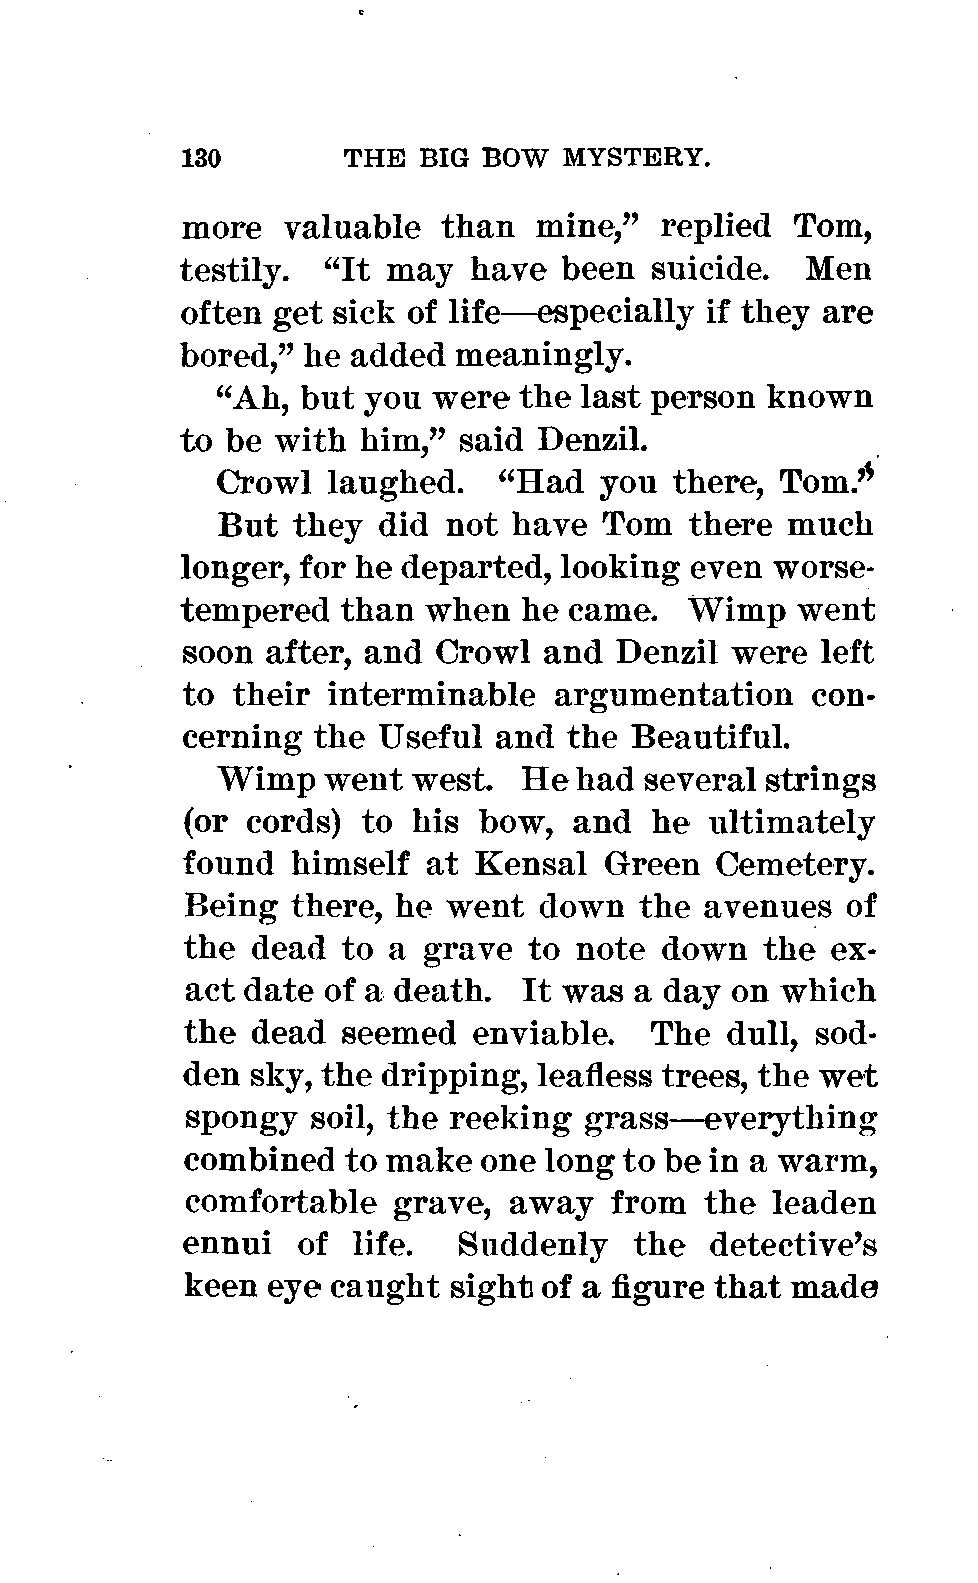 130 THE BIG BOW MYSTERY.
more valuable than mine,” replied Tom,
testily. “It may have been suicide. Men
often get sick of life—especially if they are
bored,” he added meaningly.
“Ah, but you were the last person known
to be with him,” said Denzil.
Crowl laughed. “Had you there, Tom.”
But they did not have Tom there much
longer, for he departed, looking even worse-
tempered than when he came. Wimp went
soon after, and Crowl and Denzil were left
to their interminable argumentation con-
cerning the Useful and the Beautiful.
Wimp went west. He had several strings
(or cords) to his bow, and he ultimately
found himself at Kensal Green Cemetery.
Being there, he went down the avenues of
the dead to a grave to note down the ex-
act date of a death. It was a day on which
the dead seemed enviable. The dull, sod-
den sky, the dripping, leafless trees, the wet
spongy soil, the reeking grass—everything
combined to make one long to be in a warm,
comfortable grave, away from the leaden
ennui of life. Suddenly the detective’s
keen eye caught sight of a figure that made